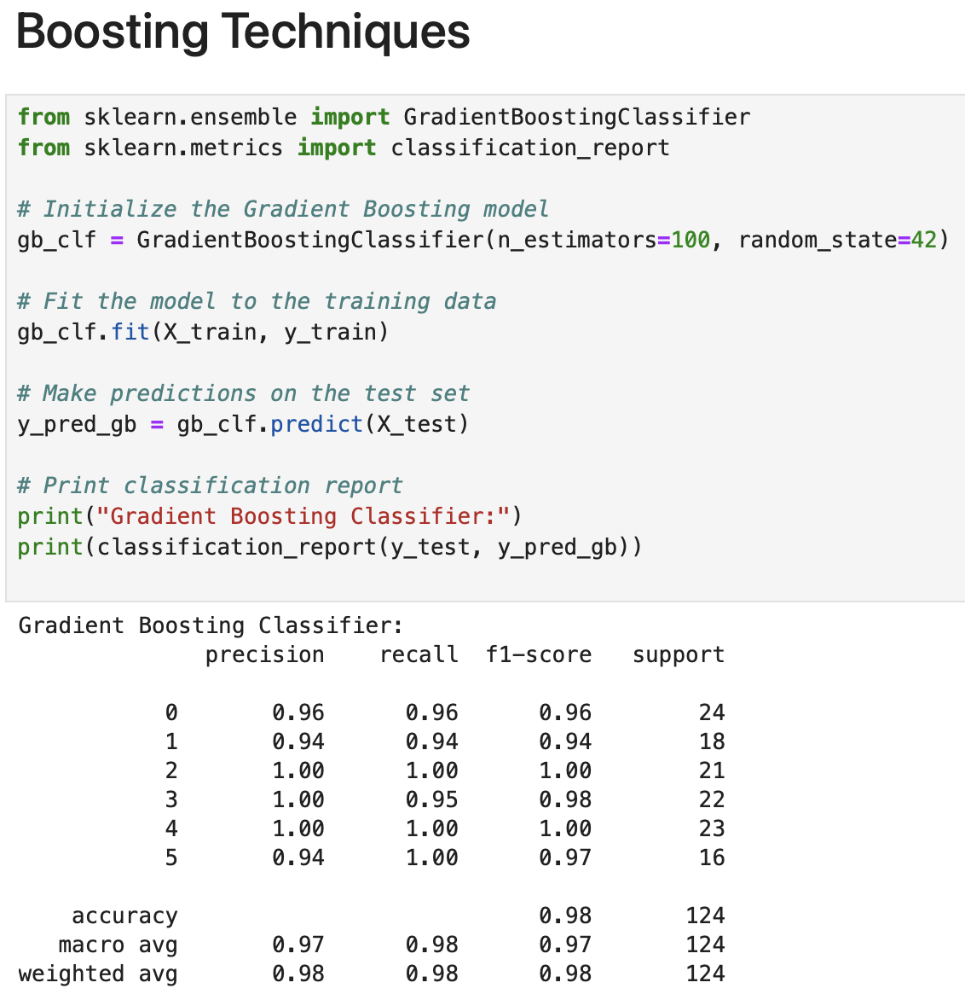 Boosting Techniques
from sklearn.ensemble import GradientBoostingClassifier
from sklearn.metrics import classification_report
# Initialize the Gradient Boosting model
gb_clf = GradientBoostingClassifier(n_estimators=100, random_state=42)
# Fit the model to the training data
gb_clf.fit(X_train, y_train)
# Make predictions on the test set
y_pred_gb = gb_clf.predict(X_test)
# Print classification report
print("Gradient Boosting Classifier:")
print(classification_report(y_test, y_pred_gb))
Gradient Boosting Classifier:
precision recall f1-score support
0 0.96 0.96 0.96 24
1 0.94 0.94 0.94 18
2 1.00 1.00 1.00 21
3 1.00 0.95 0.98 22
4 1.00 1.00 1.00 23
5 0.94 1.00 0.97 16
accuracy 0.98 124
macro avg 0.97 0.98 0.97 124
weighted avg 0.98 0.98 0.98 124